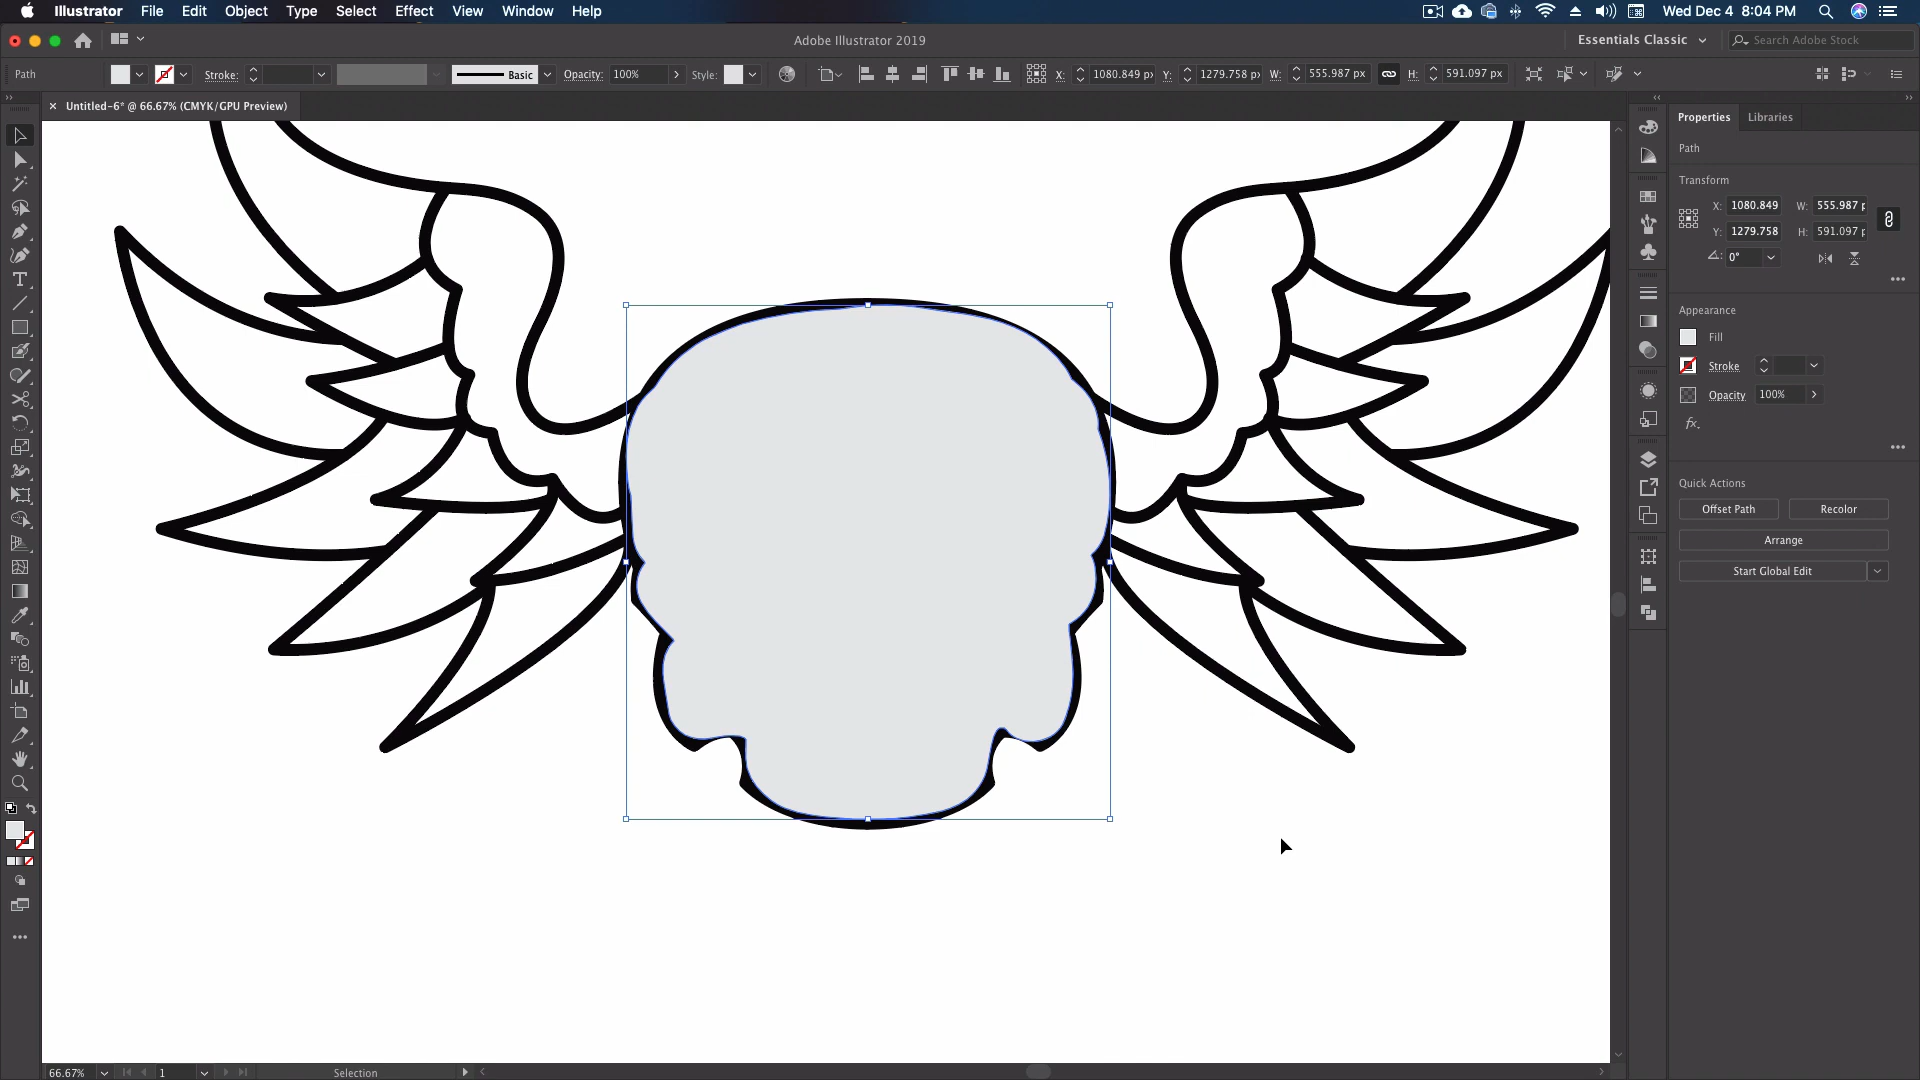 Illustrator File Edit Object Type Select Effect View Window Help Wed Dec 4 8:04 PM
Adobe Illustrator 2019 Essentials Classic Search Adobe Stock
Path Stroke: Basic Opacity: 100% Style: X: 1080.849 px Y: 1279.758 px W: 555.987 px H: 591.097 px
Untitled-6* @ 66.67% (CMYK/GPU Preview)
Properties Libraries
Path
Transform
X: 1080.849 W: 555.987 p
Y: 1279.758 H: 591.097 p
0°
Appearance
Fill
Stroke
Opacity 100%
fx.
Quick Actions
Offset Path Recolor
Arrange
Start Global Edit
66.67% 1 Selection